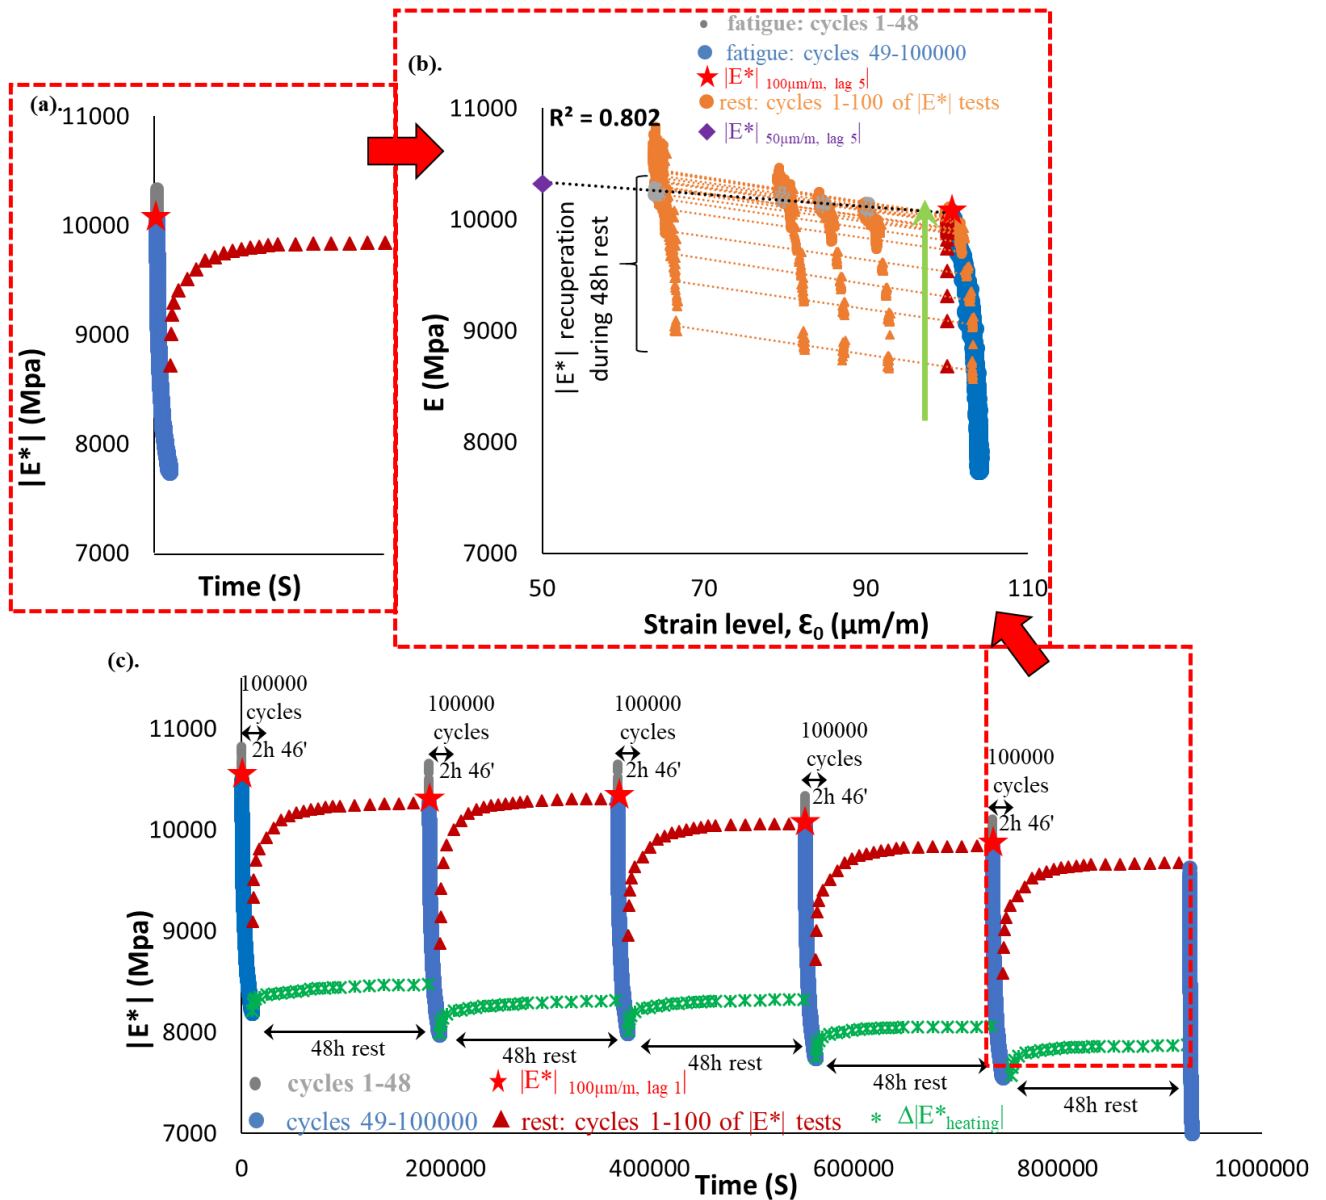 (a).
11000
10000
9000
8000
7000
|E*| (Mpa)
Time (S)
(b).
fatigue: cycles 1-48
fatigue: cycles 49-100000
|E*| 100μm/m, lag 5|
rest: cycles 1-100 of |E*| tests
|E*| 50μm/m, lag 5|
R² = 0.802
11000
10000
9000
8000
7000
E (Mpa)
|E*| recuperation
during 48h rest
50
70
90
110
Strain level, Ɛ0 (μm/m)
(c).
100000
cycles
2h 46'
100000
cycles
2h 46'
100000
cycles
2h 46'
100000
cycles
2h 46'
100000
cycles
2h 46'
11000
10000
9000
8000
7000
|E*| (Mpa)
48h rest
48h rest
48h rest
48h rest
48h rest
cycles 1-48
|E*| 100μm/m, lag 1|
cycles 49-100000
rest: cycles 1-100 of |E*| tests
Δ|E*heating|
0
200000
400000
600000
800000
1000000
Time (S)